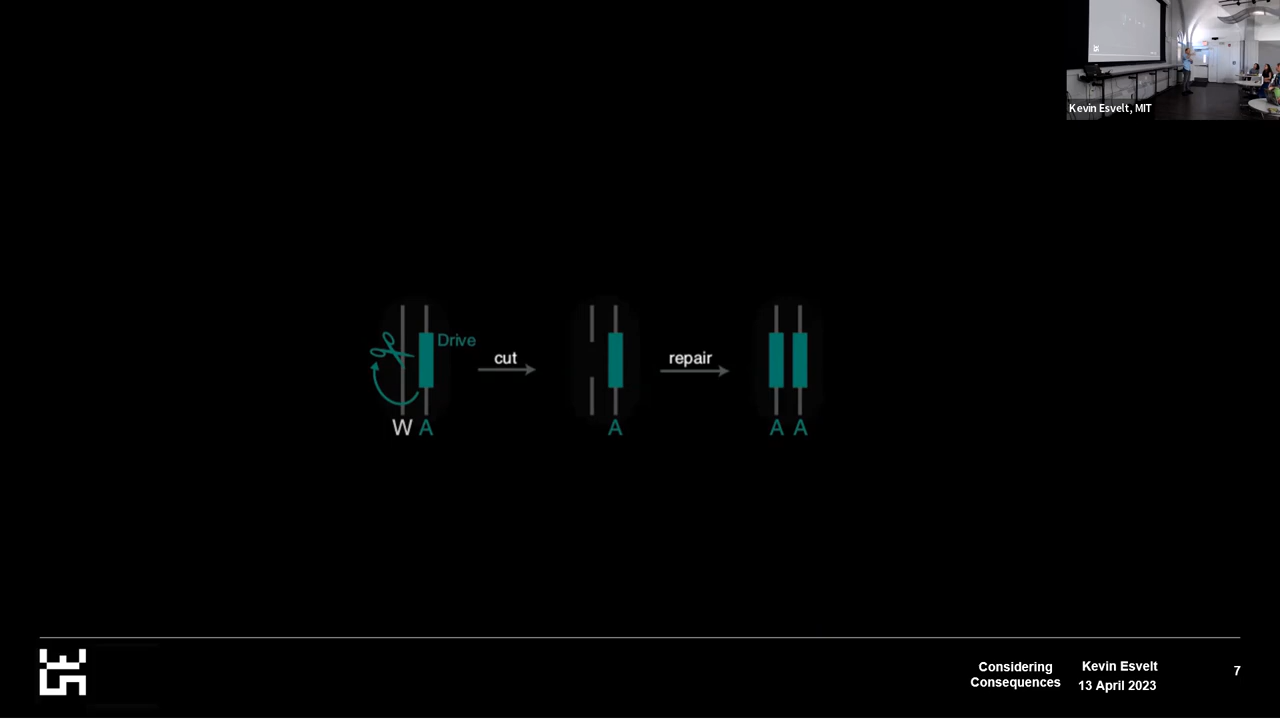 Kevin Esvelt, MIT
Drive
cut
repair
W A
A
A A
Considering
Consequences
Kevin Esvelt
13 April 2023
7